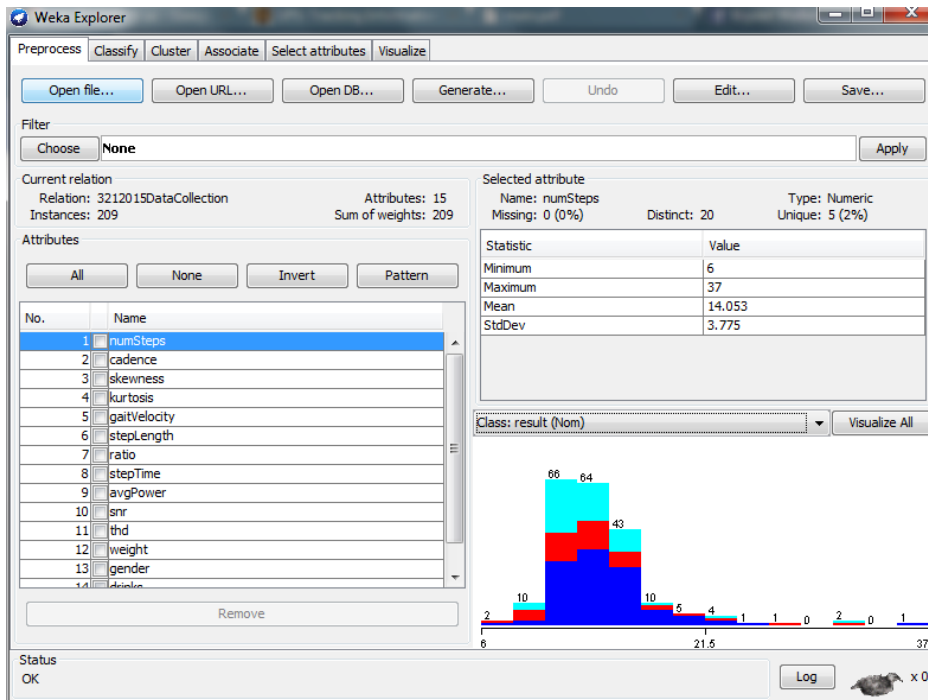 Weka Explorer
Preprocess Classify Cluster Associate Select attributes Visualize
Open file... Open URL... Open DB... Generate... Undo Edit... Save...
Filter
Choose None Apply
Current relation
Relation: 3212015DataCollection Attributes: 15
Instances: 209 Sum of weights: 209
Selected attribute
Name: numSteps Type: Numeric
Missing: 0 (0%) Distinct: 20 Unique: 5 (2%)
Statistic Value
Minimum 6
Maximum 37
Mean 14.053
StdDev 3.775
Attributes
All None Invert Pattern
No. Name
1 numSteps
2 cadence
3 skewness
4 kurtosis
5 gaitVelocity
6 stepLength
7 ratio
8 stepTime
9 avgPower
10 snr
11 thd
12 weight
13 gender
14 drinks
Remove
Class: result (Nom) Visualize All
66 64
43
2 10 10 5 4 1 1 0 2 0 1
6 21.5 37
Status
OK Log x 0